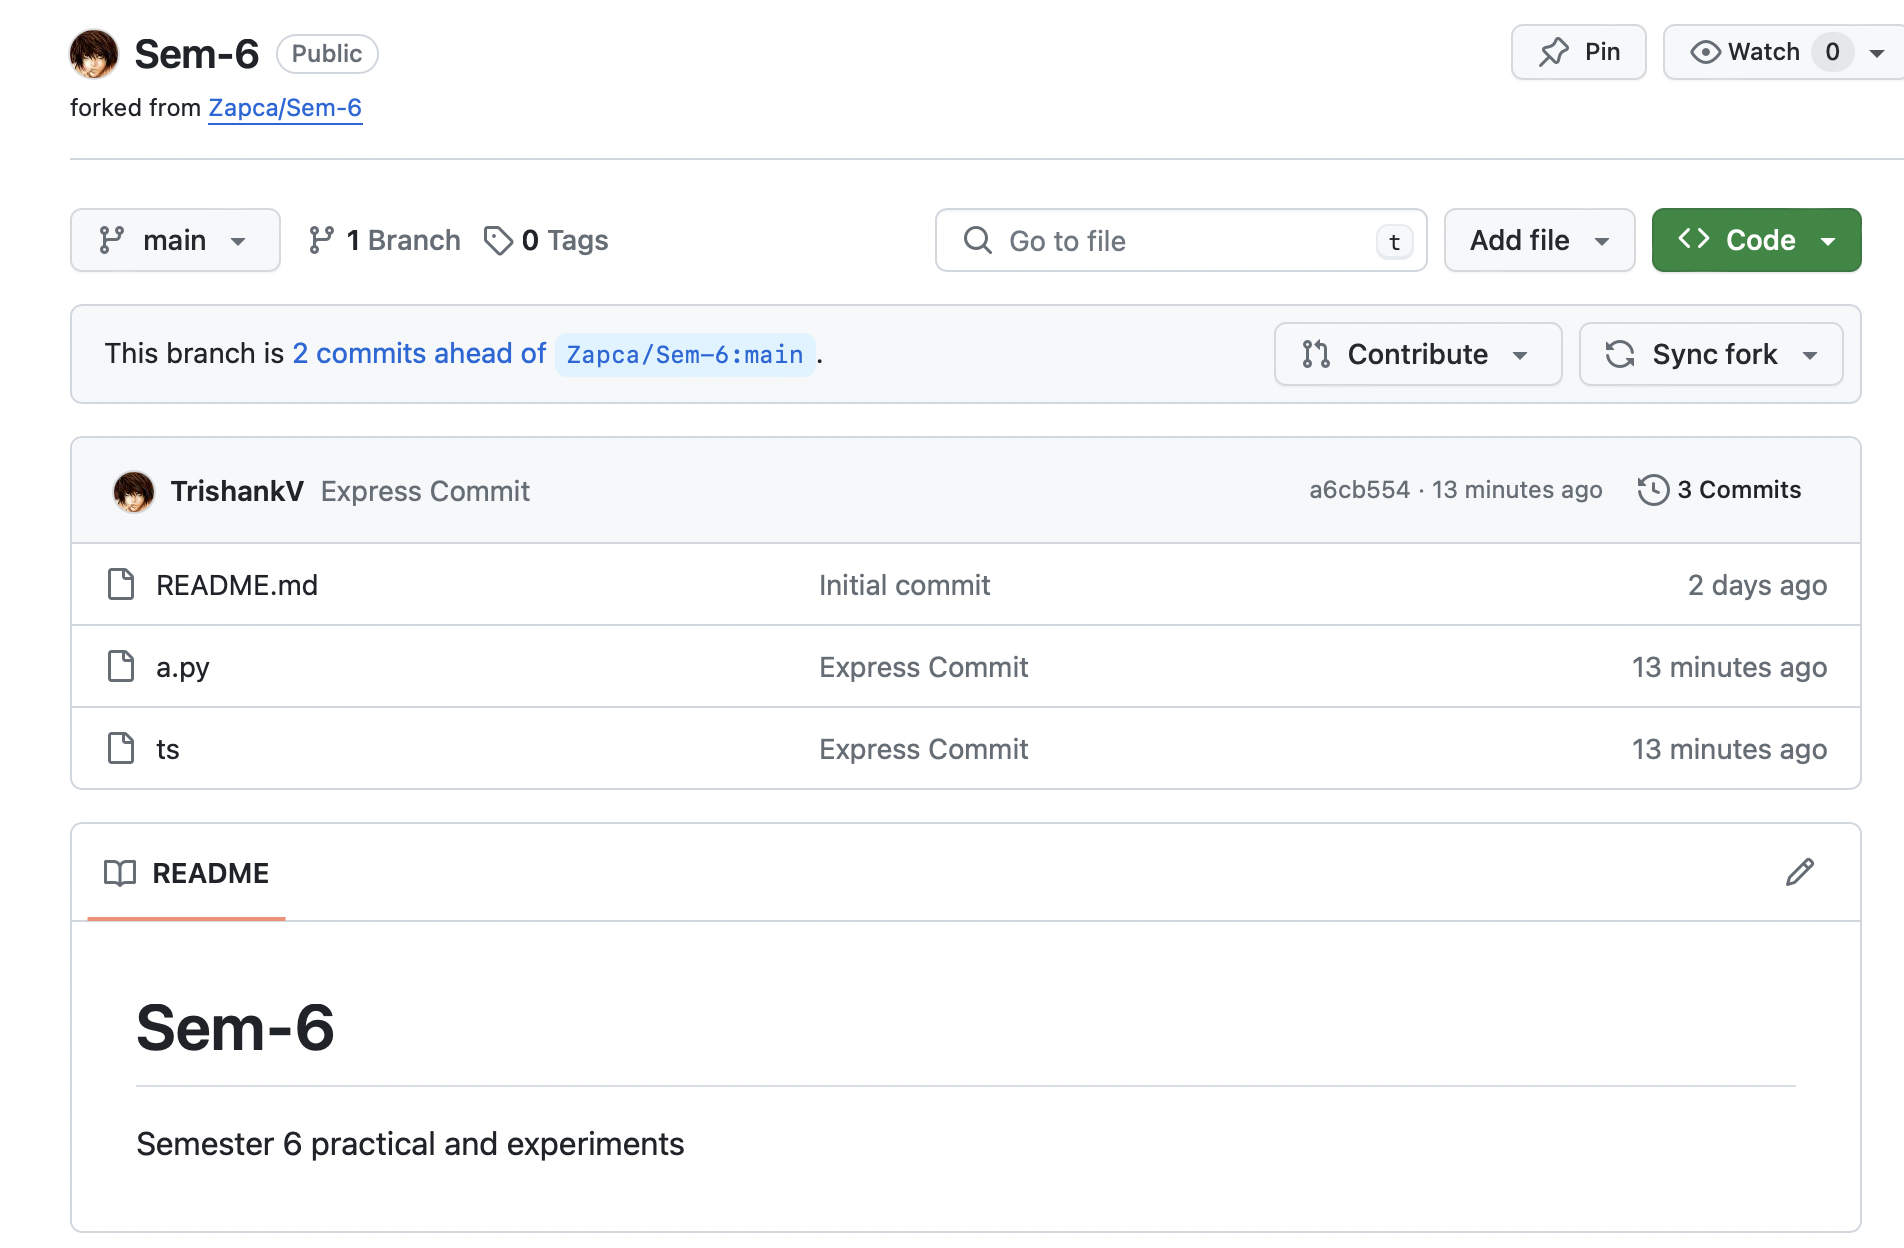 Sem-6 Public Pin Watch 0
forked from Zapca/Sem-6
main 1 Branch 0 Tags Go to file t Add file Code
This branch is 2 commits ahead of Zapca/Sem-6:main . Contribute Sync fork
TrishankV Express Commit a6cb554 · 13 minutes ago 3 Commits
README.md Initial commit 2 days ago
a.py Express Commit 13 minutes ago
ts Express Commit 13 minutes ago
README
Sem-6
Semester 6 practical and experiments